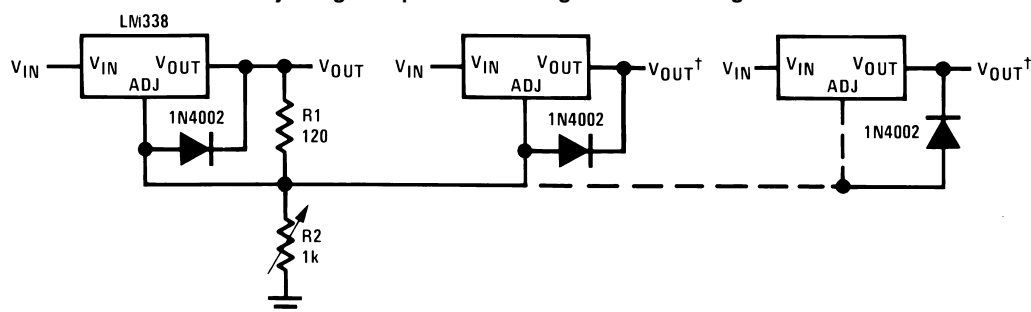 LM338
V_IN V_IN V_OUT V_OUT
ADJ
1N4002
R1
120
R2
1k
V_IN V_IN V_OUT V_OUT†
ADJ
1N4002
V_IN V_IN V_OUT V_OUT†
ADJ
1N4002